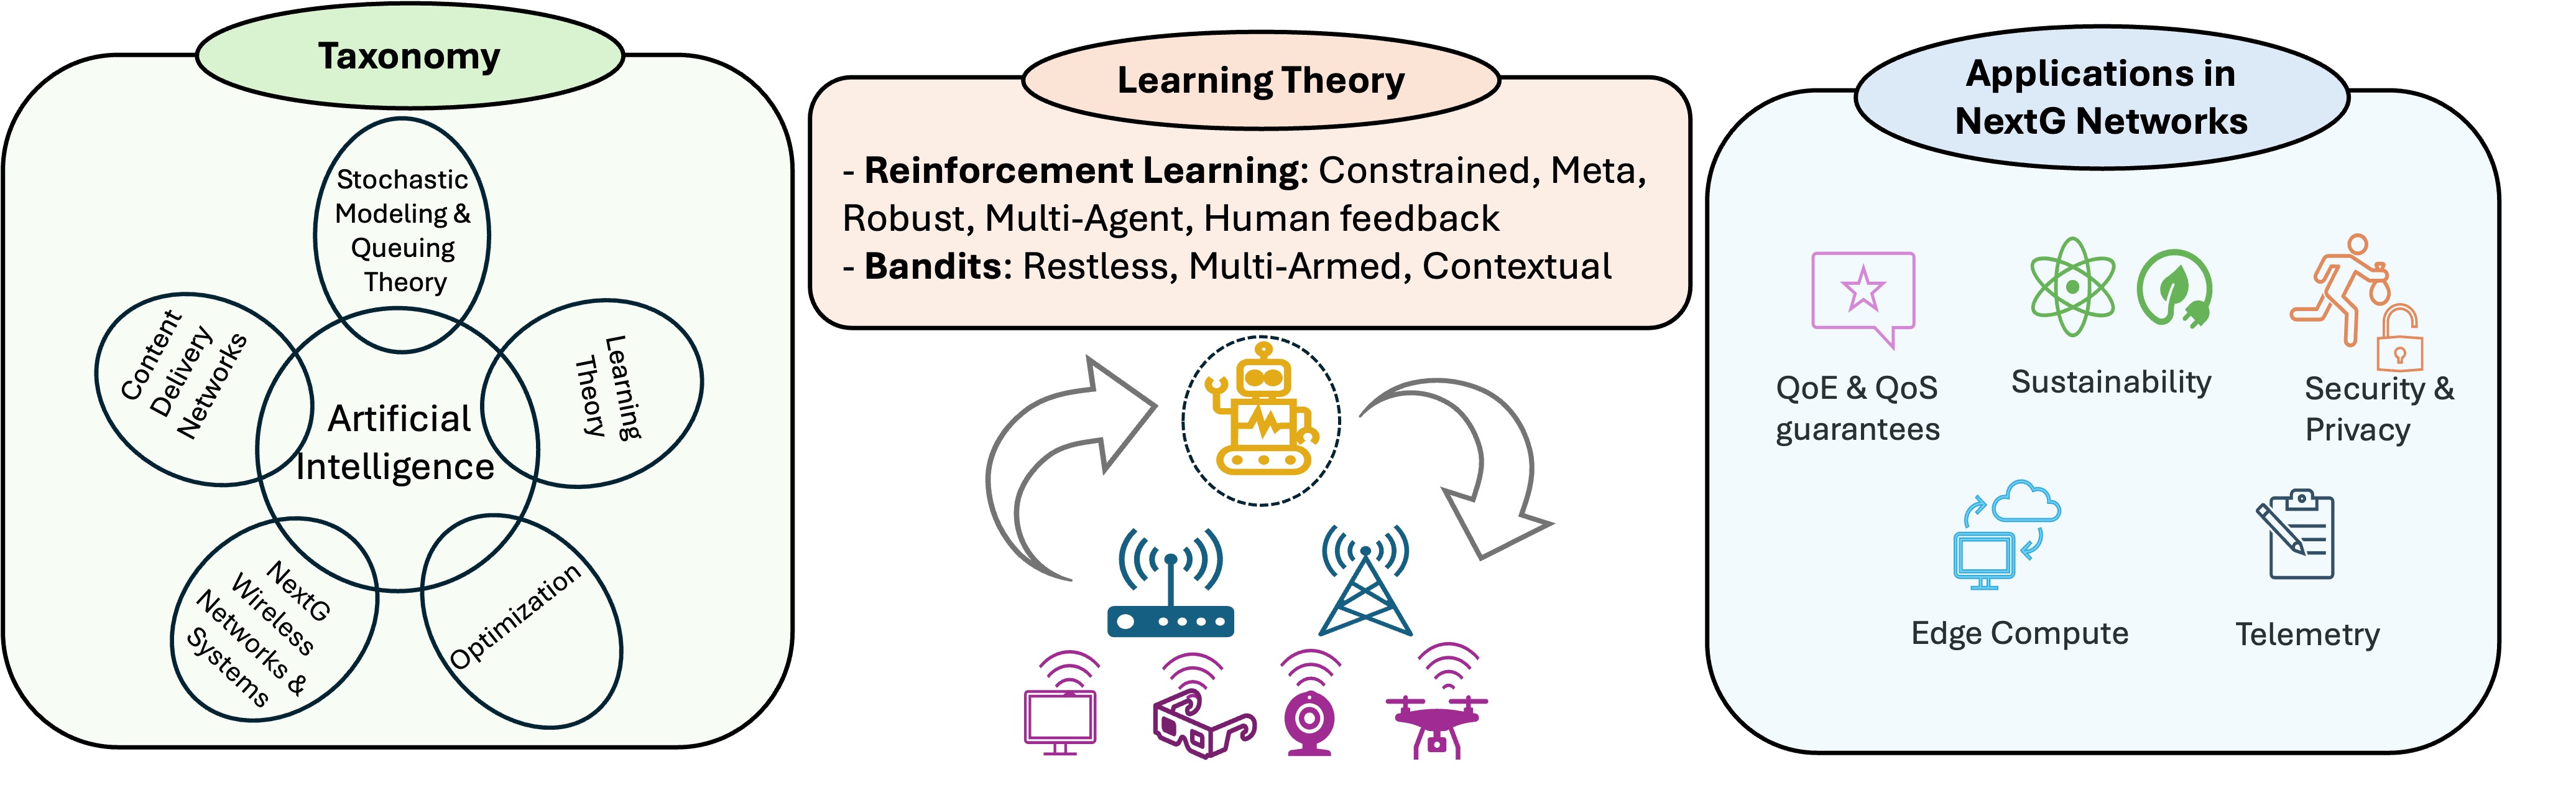 Taxonomy
Stochastic
Modeling &
Queuing
Theory
Content
Delivery
Networks
Learning
Theory
Artificial
Intelligence
NextG
Wireless
Networks &
Systems
Optimization
Learning Theory
- Reinforcement Learning: Constrained, Meta,
Robust, Multi-Agent, Human feedback
- Bandits: Restless, Multi-Armed, Contextual
Applications in
NextG Networks
QoE & QoS
guarantees
Sustainability
Security &
Privacy
Edge Compute
Telemetry